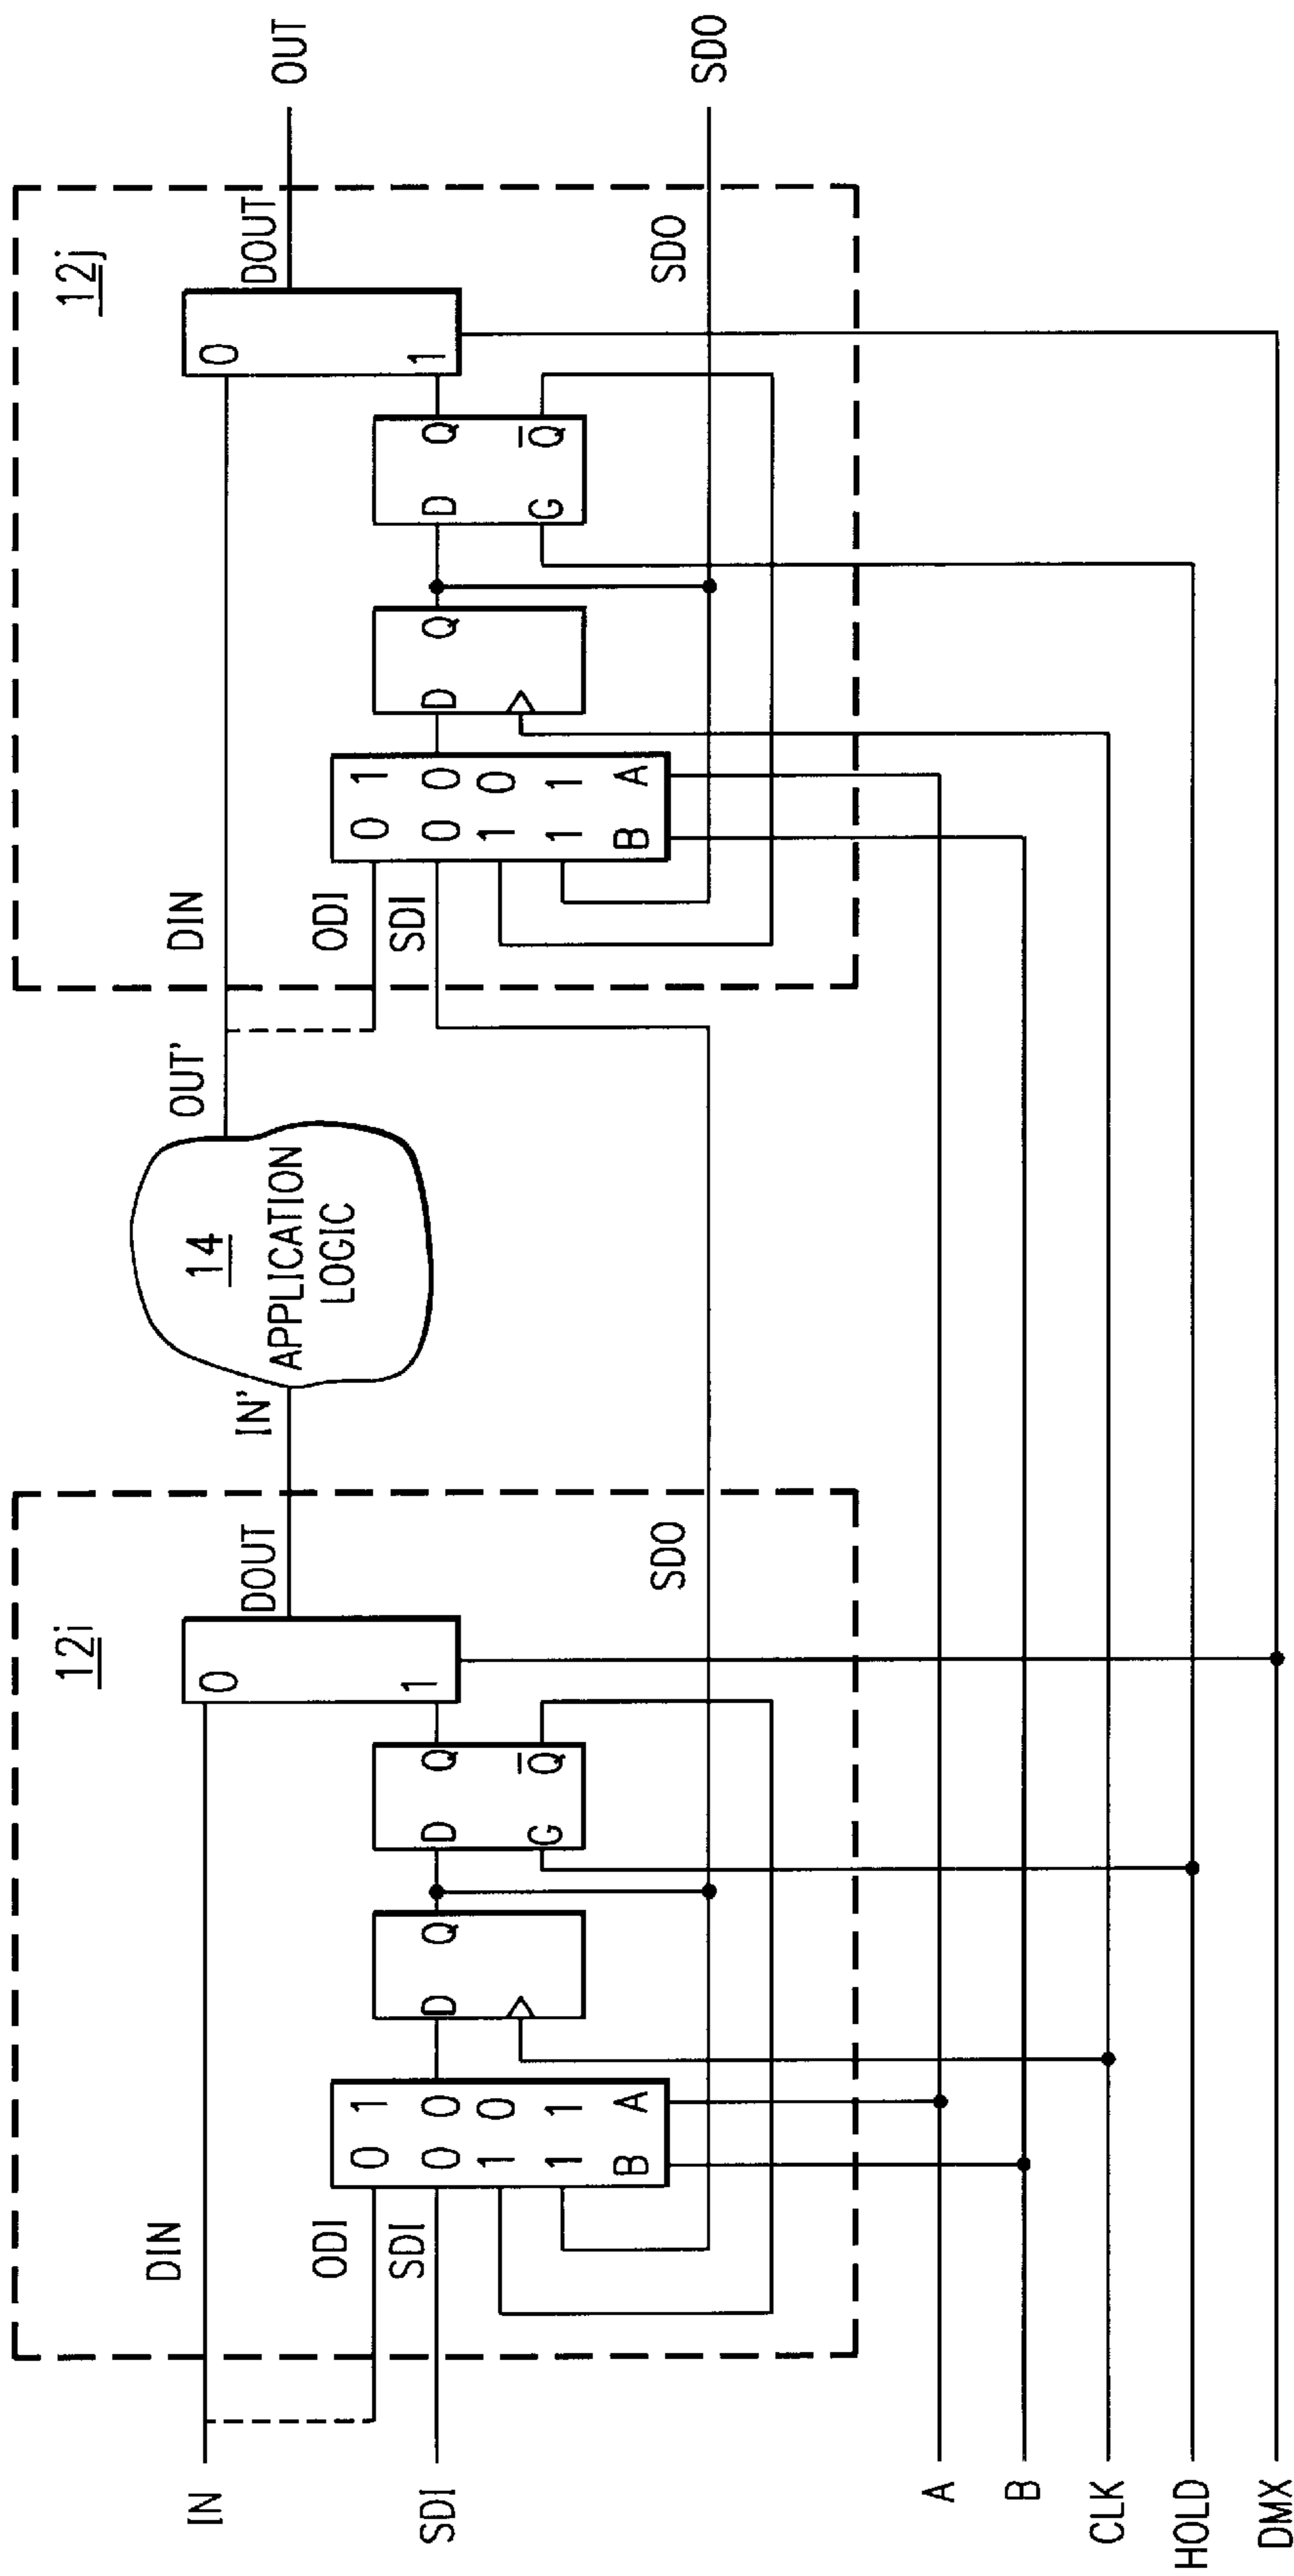 12i
DIN
IN
DOUT
0
1
ODI
SDI
SDI
0 1
0 0
1 0
1 1
B A
D Q
D Q
G Q̅
SDO
IN'
14
APPLICATION
LOGIC
OUT'
12j
DIN
DOUT
OUT
0
1
ODI
SDI
0 1
0 0
1 0
1 1
B A
D Q
D Q
G Q̅
SDO
SDO
A
B
CLK
HOLD
DMX